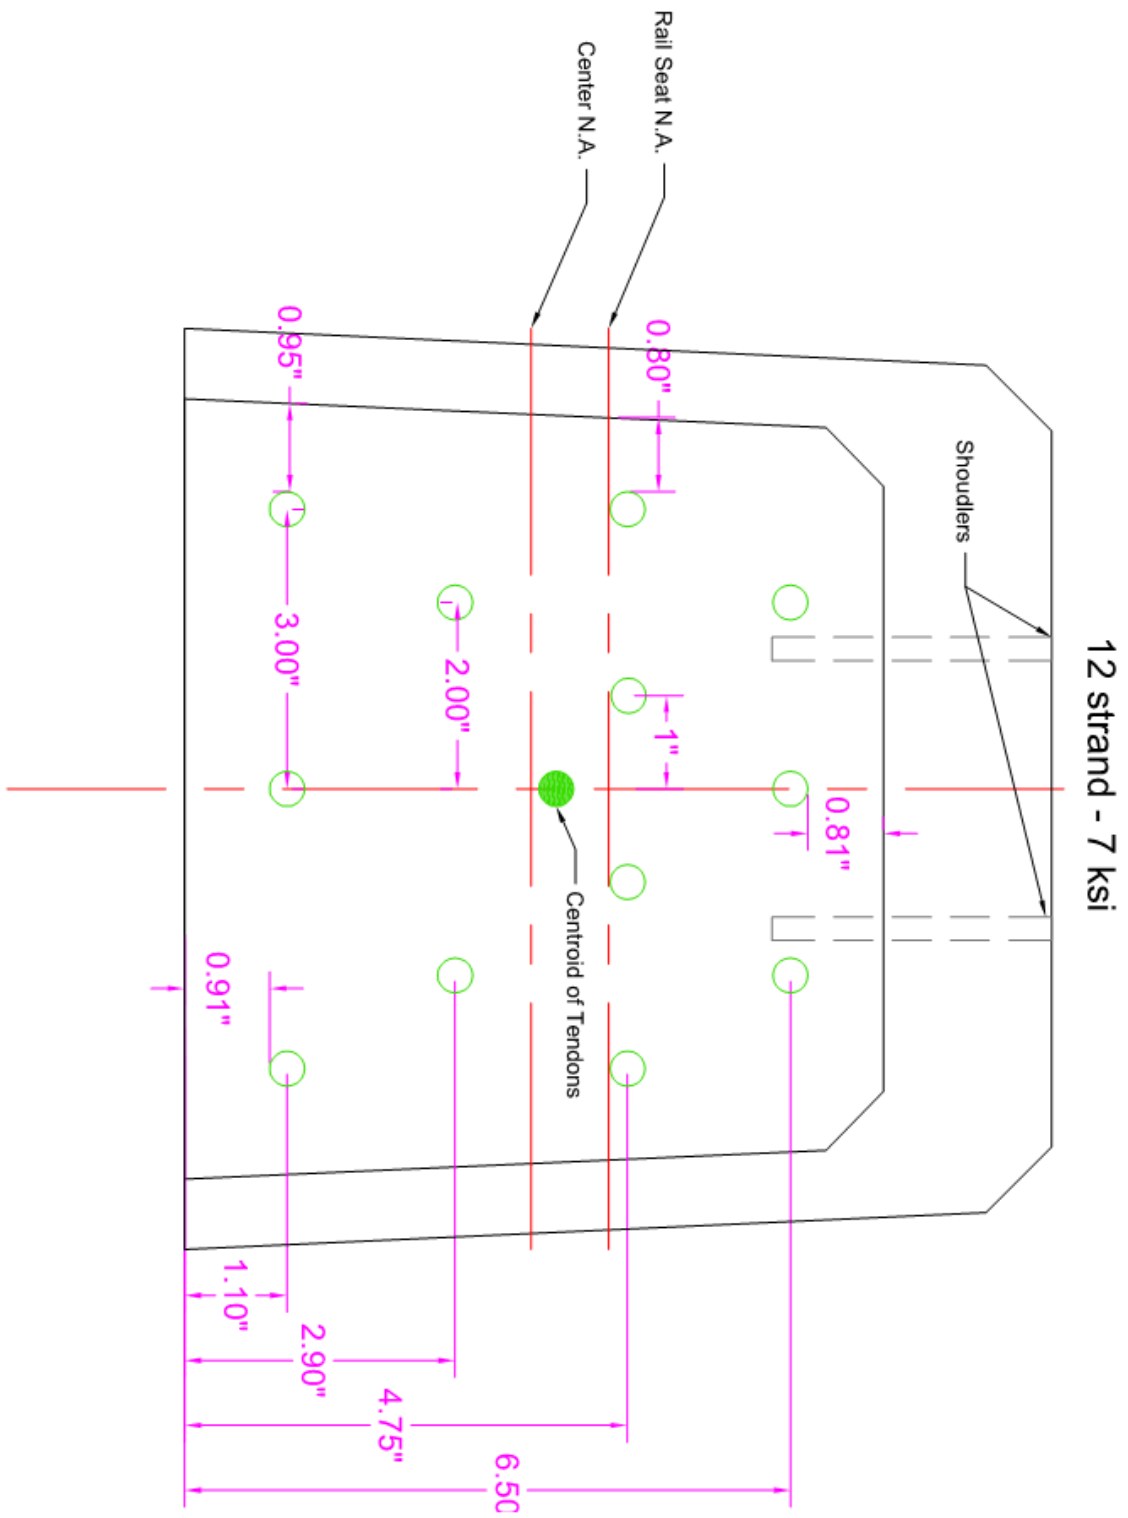 12 strand - 7 ksi
Shoudlers
0.81"
0.80"
1"
Rail Seat N.A.
Center N.A.
Centroid of Tendons
2.00"
0.95"
3.00"
0.91"
1.10"
2.90"
4.75"
6.50